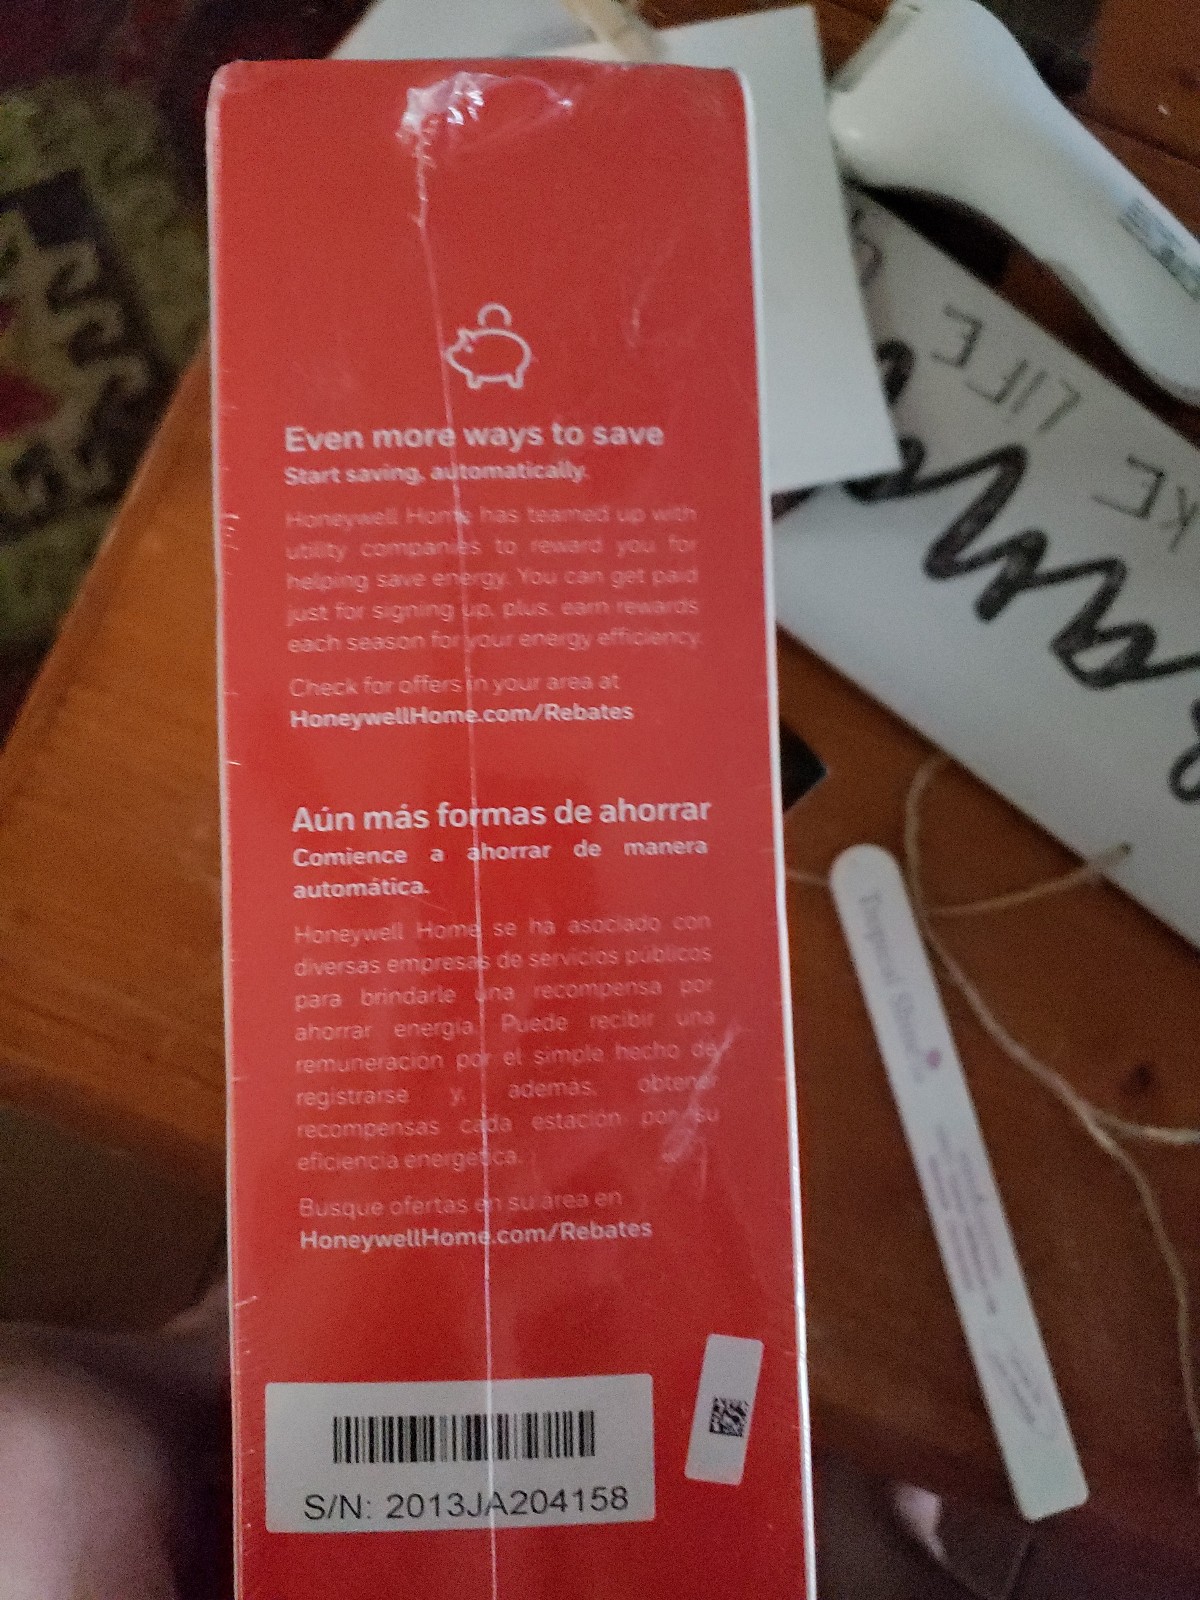 Even more ways to save
Start saving, automatically.
Honeywell Home has teamed up with
utility companies to reward you for
helping save energy. You can get paid
just for signing up, plus, earn rewards
each season for your energy efficiency.
Check for offers in your area at
HoneywellHome.com/Rebates
Aún más formas de ahorrar
Comience a ahorrar de manera
automática.
Honeywell Home se ha asociado con
diversas empresas de servicios públicos
para brindarle una recompensa por
ahorrar energía. Puede recibir una
remuneración por el simple hecho de
registrarse y, además, obtener
recompensas cada estación por su
eficiencia energética.
Busque ofertas en su área en
HoneywellHome.com/Rebates
S/N: 2013JA204158
LIFE
KE
Tropical Shine